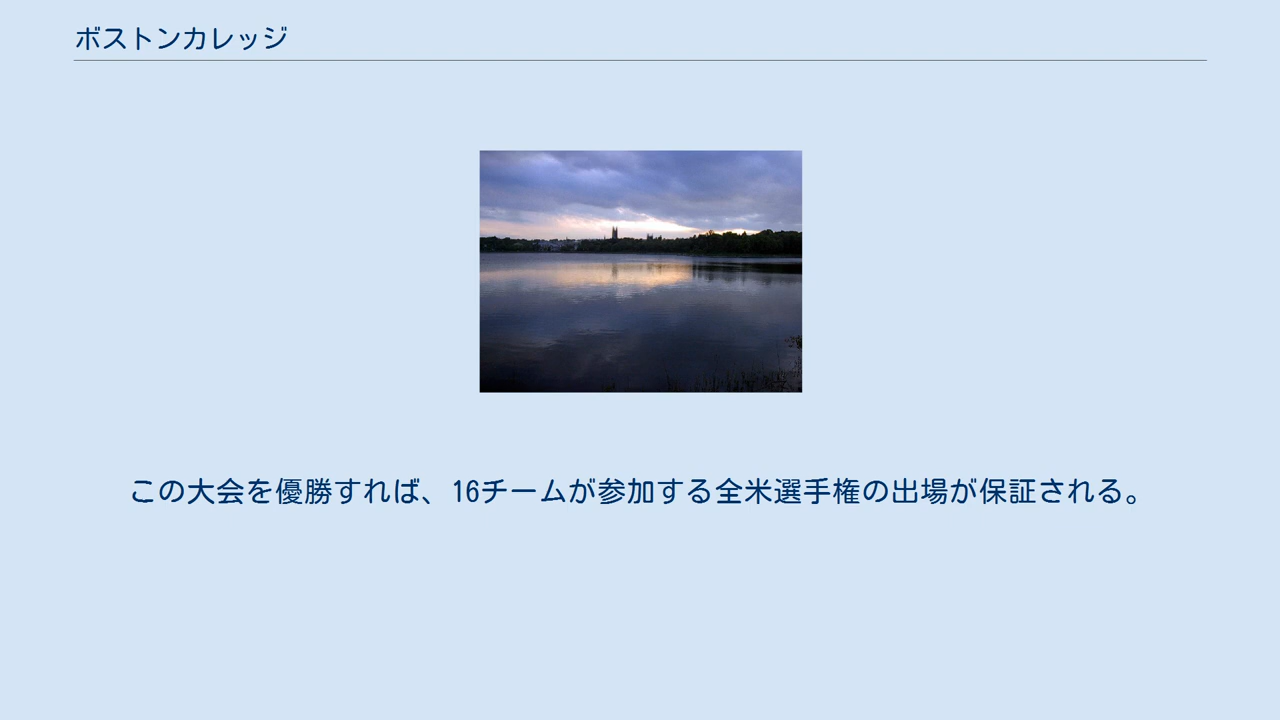 ボストンカレッジ
この大会を優勝すれば、16チームが参加する全米選手権の出場が保証される。